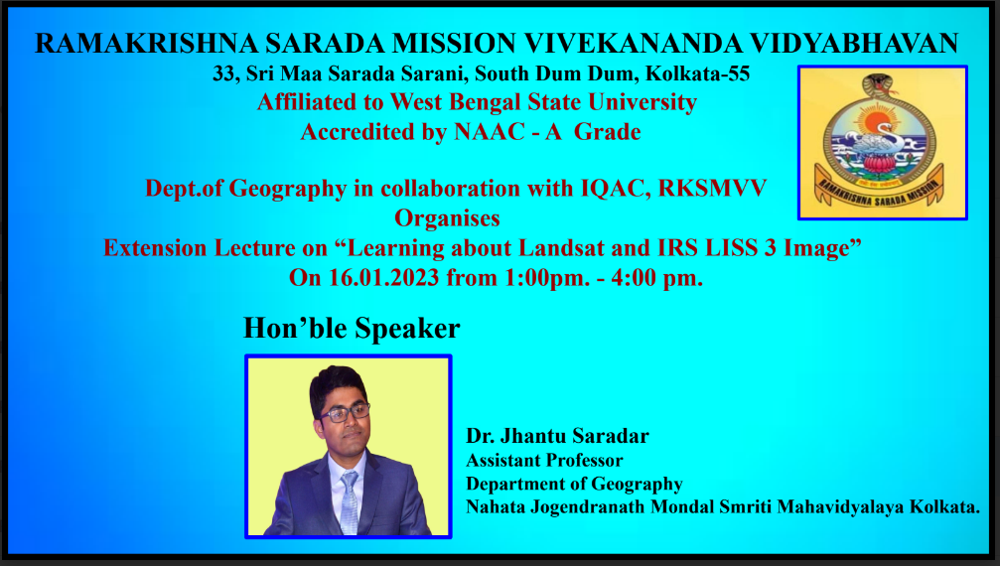 RAMAKRISHNA SARADA MISSION VIVEKANANDA VIDYABHAVAN
33, Sri Maa Sarada Sarani, South Dum Dum, Kolkata-55
Affiliated to West Bengal State University
Accredited by NAAC - A  Grade
RAMAKRISHNA SARADA MISSION
Dept.of Geography in collaboration with IQAC, RKSMVV
Organises
Extension Lecture on “Learning about Landsat and IRS LISS 3 Image”
On 16.01.2023 from 1:00pm. - 4:00 pm.
Hon’ble Speaker
Dr. Jhantu Saradar
Assistant Professor
Department of Geography
Nahata Jogendranath Mondal Smriti Mahavidyalaya Kolkata.